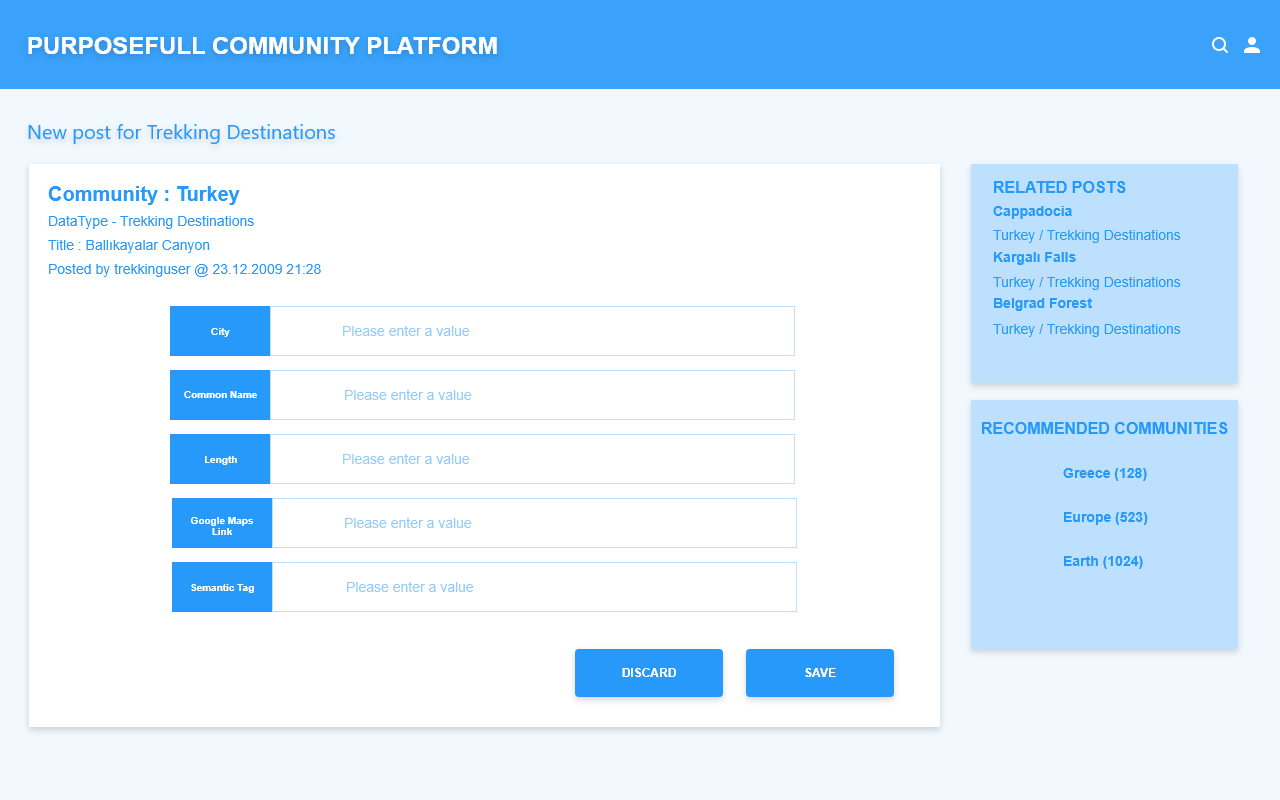 PURPOSEFULL COMMUNITY PLATFORM
New post for Trekking Destinations
Community : Turkey
DataType - Trekking Destinations
Title : Ballıkayalar Canyon
Posted by trekkinguser @ 23.12.2009 21:28
City
Please enter a value
Common Name
Please enter a value
Length
Please enter a value
Google Maps
Link
Please enter a value
Semantic Tag
Please enter a value
DISCARD
SAVE
RELATED POSTS
Cappadocia
Turkey / Trekking Destinations
Kargalı Falls
Turkey / Trekking Destinations
Belgrad Forest
Turkey / Trekking Destinations
RECOMMENDED COMMUNITIES
Greece (128)
Europe (523)
Earth (1024)